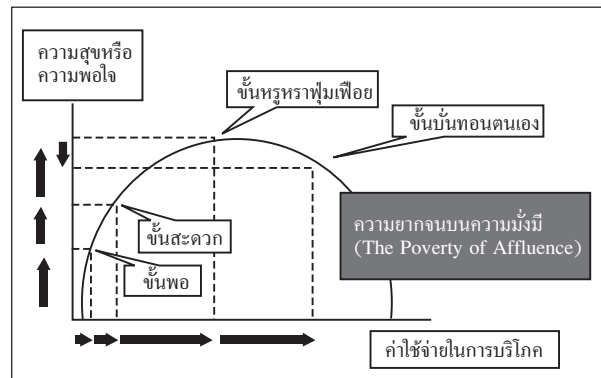 ความสุขหรือ
ความพอใจ
ขั้นหรูหราฟุ่มเฟือย
ขั้นบั่นทอนตนเอง
ความยากจนบนความมั่งมี
(The Poverty of Affluence)
ขั้นสะดวก
ขั้นพอ
ค่าใช้จ่ายในการบริโภค